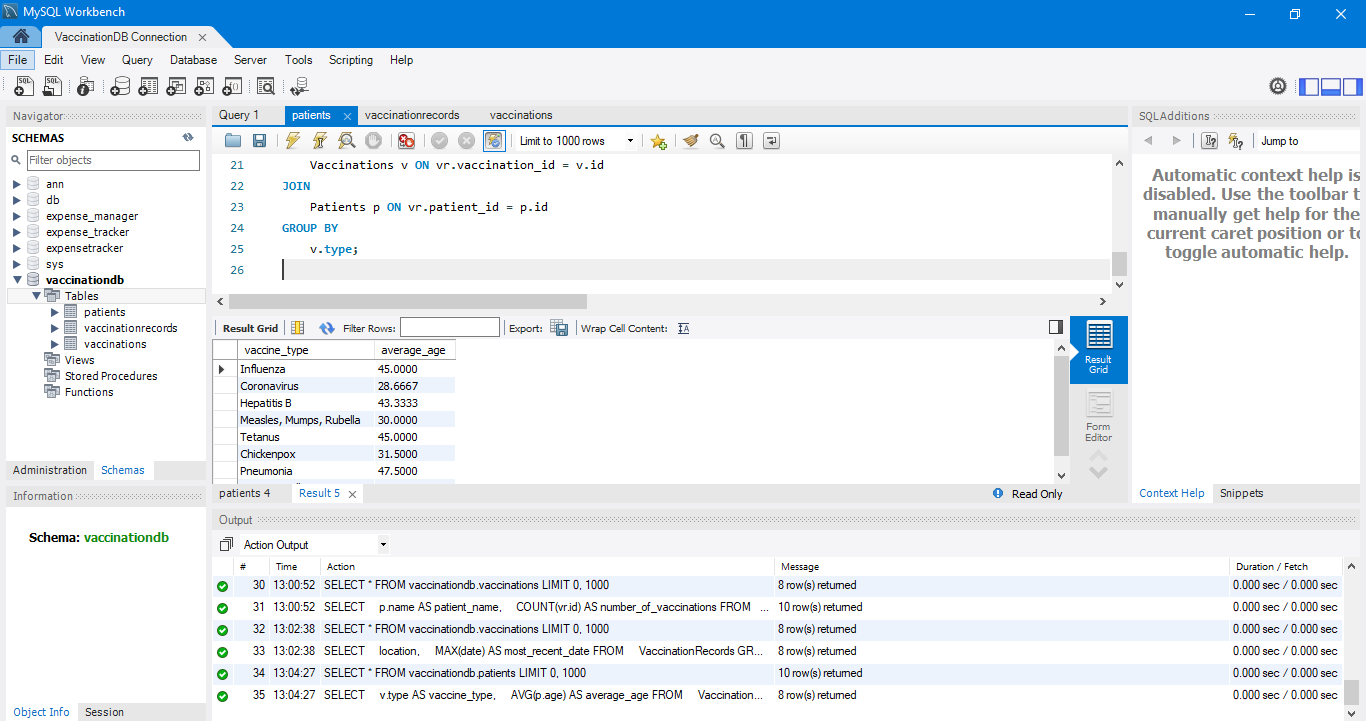 MySQL Workbench
VaccinationDB Connection
File Edit View Query Database Server Tools Scripting Help
Navigator
SCHEMAS
Filter objects
ann
db
expense_manager
expense_tracker
expensetracker
sys
vaccinationdb
Tables
patients
vaccinationrecords
vaccinations
Views
Stored Procedures
Functions
Administration Schemas
Information
Schema: vaccinationdb
Object Info Session
Query 1 patients vaccinationrecords vaccinations
Limit to 1000 rows
21 Vaccinations v ON vr.vaccination_id = v.id
22 JOIN
23 Patients p ON vr.patient_id = p.id
24 GROUP BY
25 v.type;
26
Result Grid Filter Rows: Export: Wrap Cell Content:
vaccine_type average_age
Influenza 45.0000
Coronavirus 28.6667
Hepatitis B 43.3333
Measles, Mumps, Rubella 30.0000
Tetanus 45.0000
Chickenpox 31.5000
Pneumonia 47.5000
Result Grid
Form Editor
patients 4 Result 5 Read Only
Output
Action Output
# Time Action Message Duration / Fetch
30 13:00:52 SELECT * FROM vaccinationdb.vaccinations LIMIT 0, 1000 8 row(s) returned 0.000 sec / 0.000 sec
31 13:00:52 SELECT p.name AS patient_name, COUNT(vr.id) AS number_of_vaccinations FROM ... 10 row(s) returned 0.000 sec / 0.000 sec
32 13:02:38 SELECT * FROM vaccinationdb.vaccinations LIMIT 0, 1000 8 row(s) returned 0.000 sec / 0.000 sec
33 13:02:38 SELECT location, MAX(date) AS most_recent_date FROM VaccinationRecords GR... 8 row(s) returned 0.000 sec / 0.000 sec
34 13:04:27 SELECT * FROM vaccinationdb.patients LIMIT 0, 1000 10 row(s) returned 0.000 sec / 0.000 sec
35 13:04:27 SELECT v.type AS vaccine_type, AVG(p.age) AS average_age FROM Vaccination... 8 row(s) returned 0.000 sec / 0.000 sec
SQLAdditions
Jump to
Automatic context help is
disabled. Use the toolbar t
manually get help for the
current caret position or to
toggle automatic help.
Context Help Snippets